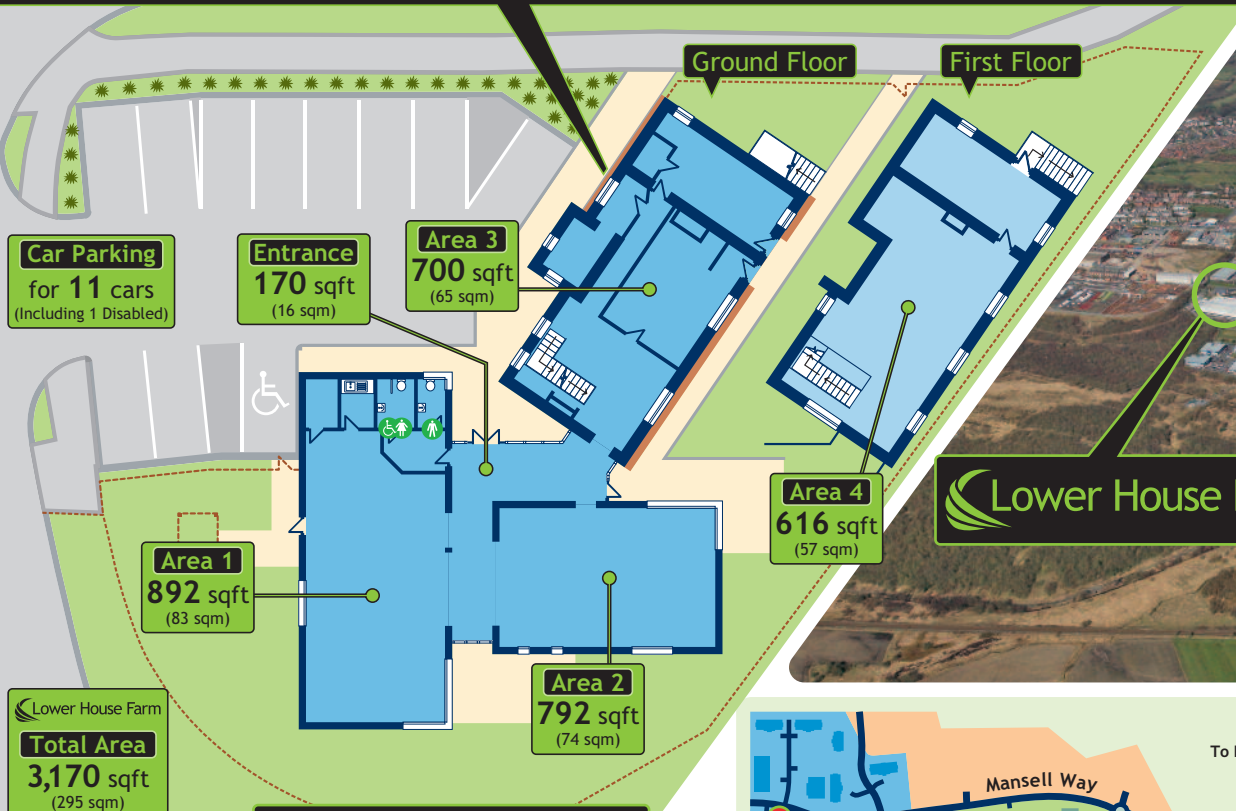 Ground Floor
First Floor
Car Parking
for 11 cars
(Including 1 Disabled)
Entrance
170 sqft
(16 sqm)
Area 3
700 sqft
(65 sqm)
Area 4
616 sqft
(57 sqm)
Lower House
Area 1
892 sqft
(83 sqm)
Area 2
792 sqft
(74 sqm)
Lower House Farm
Total Area
3,170 sqft
(295 sqm)
To
Mansell Way